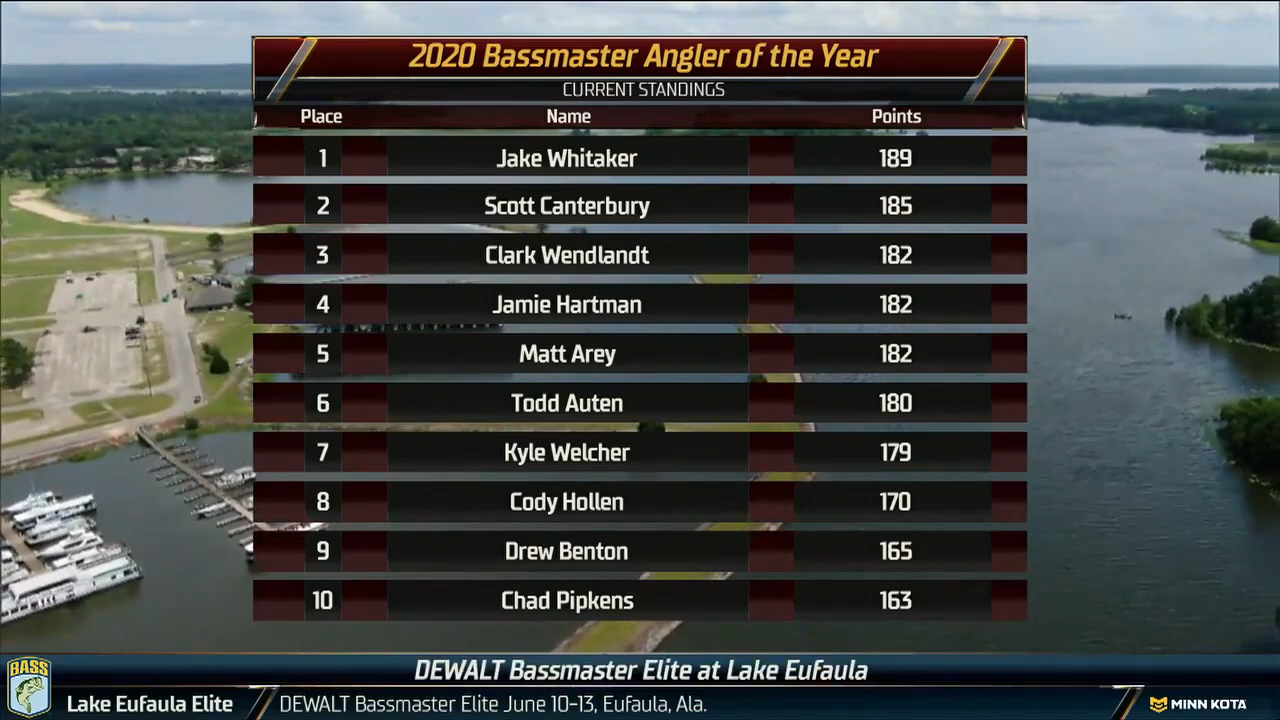 2020 Bassmaster Angler of the Year
CURRENT STANDINGS
Place Name Points
1 Jake Whitaker 189
2 Scott Canterbury 185
3 Clark Wendlandt 182
4 Jamie Hartman 182
5 Matt Arey 182
6 Todd Auten 180
7 Kyle Welcher 179
8 Cody Hollen 170
9 Drew Benton 165
10 Chad Pipkens 163
DEWALT Bassmaster Elite at Lake Eufaula
BASS
Lake Eufaula Elite DEWALT Bassmaster Elite June 10-13, Eufaula, Ala. MINN KOTA